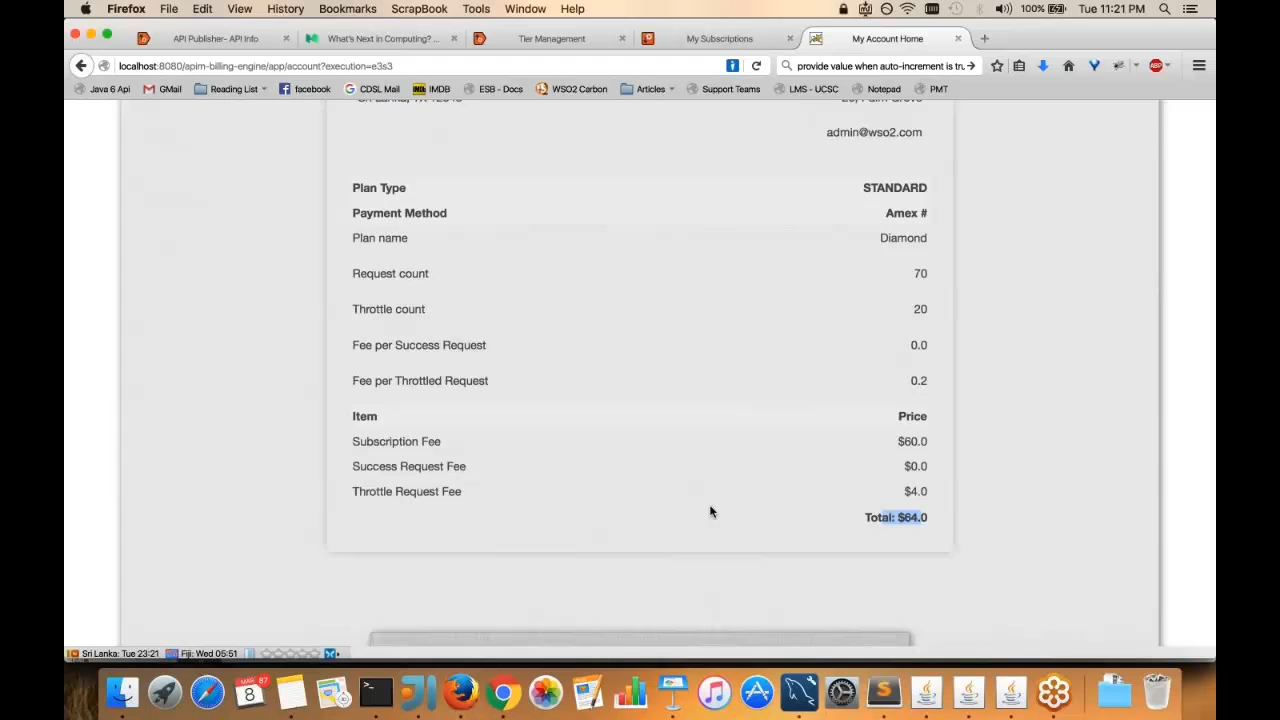 Firefox File Edit View History Bookmarks ScrapBook Tools Window Help 100% Tue 11:21 PM
API Publisher- API Info × What's Next in Computing? ... × Tier Management × My Subscriptions × My Account Home × +
localhost:8080/apim-billing-engine/app/account?execution=e3s3 provide value when auto-increment is tru
Java 6 Api GMail Reading List facebook CDSL Mail IMDB ESB - Docs WSO2 Carbon Articles Support Teams LMS - UCSC Notepad PMT
admin@wso2.com
Plan Type STANDARD
Payment Method Amex #
Plan name Diamond
Request count 70
Throttle count 20
Fee per Success Request 0.0
Fee per Throttled Request 0.2
Item Price
Subscription Fee $60.0
Success Request Fee $0.0
Throttle Request Fee $4.0
Total: $64.0
Sri Lanka: Tue 23:21 Fiji: Wed 05:51
MAR 87
8